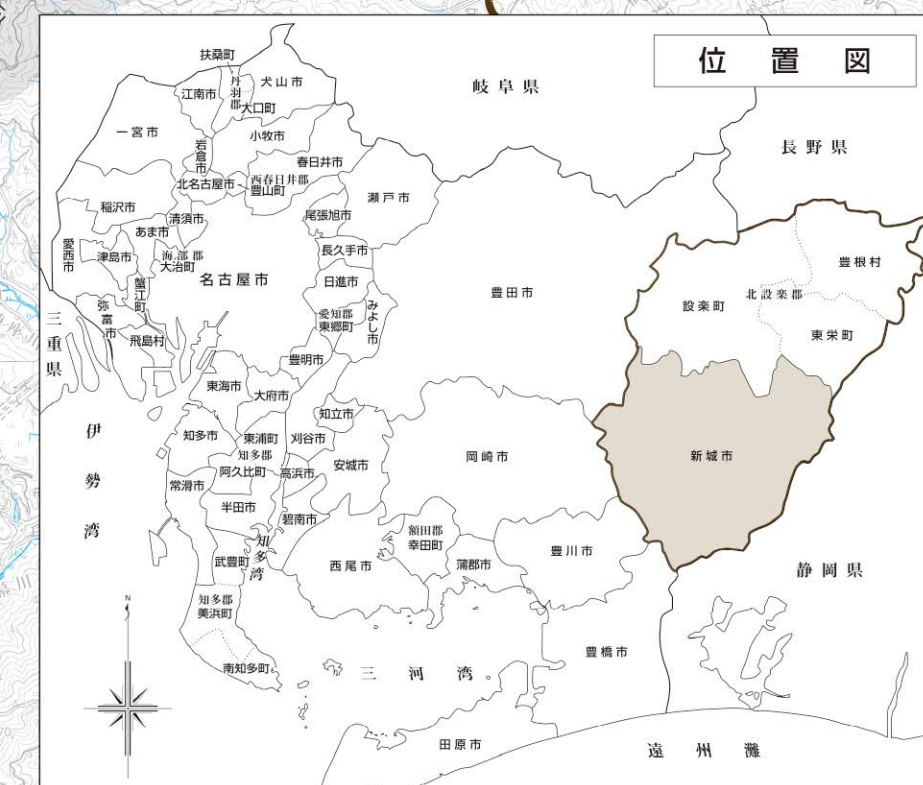 位置図
岐阜県
長野県
扶桑町
丹羽郡
犬山市
江南市
大口町
一宮市
小牧市
岩倉市
春日井市
西春日井郡
豊山町
北名古屋市
瀬戸市
稲沢市
清須市
尾張旭市
あま市
海部郡
大治町
長久手市
愛西市
津島市
名古屋市
日進市
蟹江町
弥富市
愛知郡
東郷町
みよし市
豊田市
設楽町
北設楽郡
豊根村
東栄町
三重県
飛島村
豊明市
東海市
大府市
知立市
知多市
東浦町
刈谷市
知多郡
阿久比町
高浜市
安城市
岡崎市
新城市
伊勢湾
常滑市
半田市
碧南市
知多湾
額田郡
幸田町
豊川市
西尾市
蒲郡市
武豊町
静岡県
知多郡
美浜町
N
南知多町
三河湾
豊橋市
田原市
遠州灘